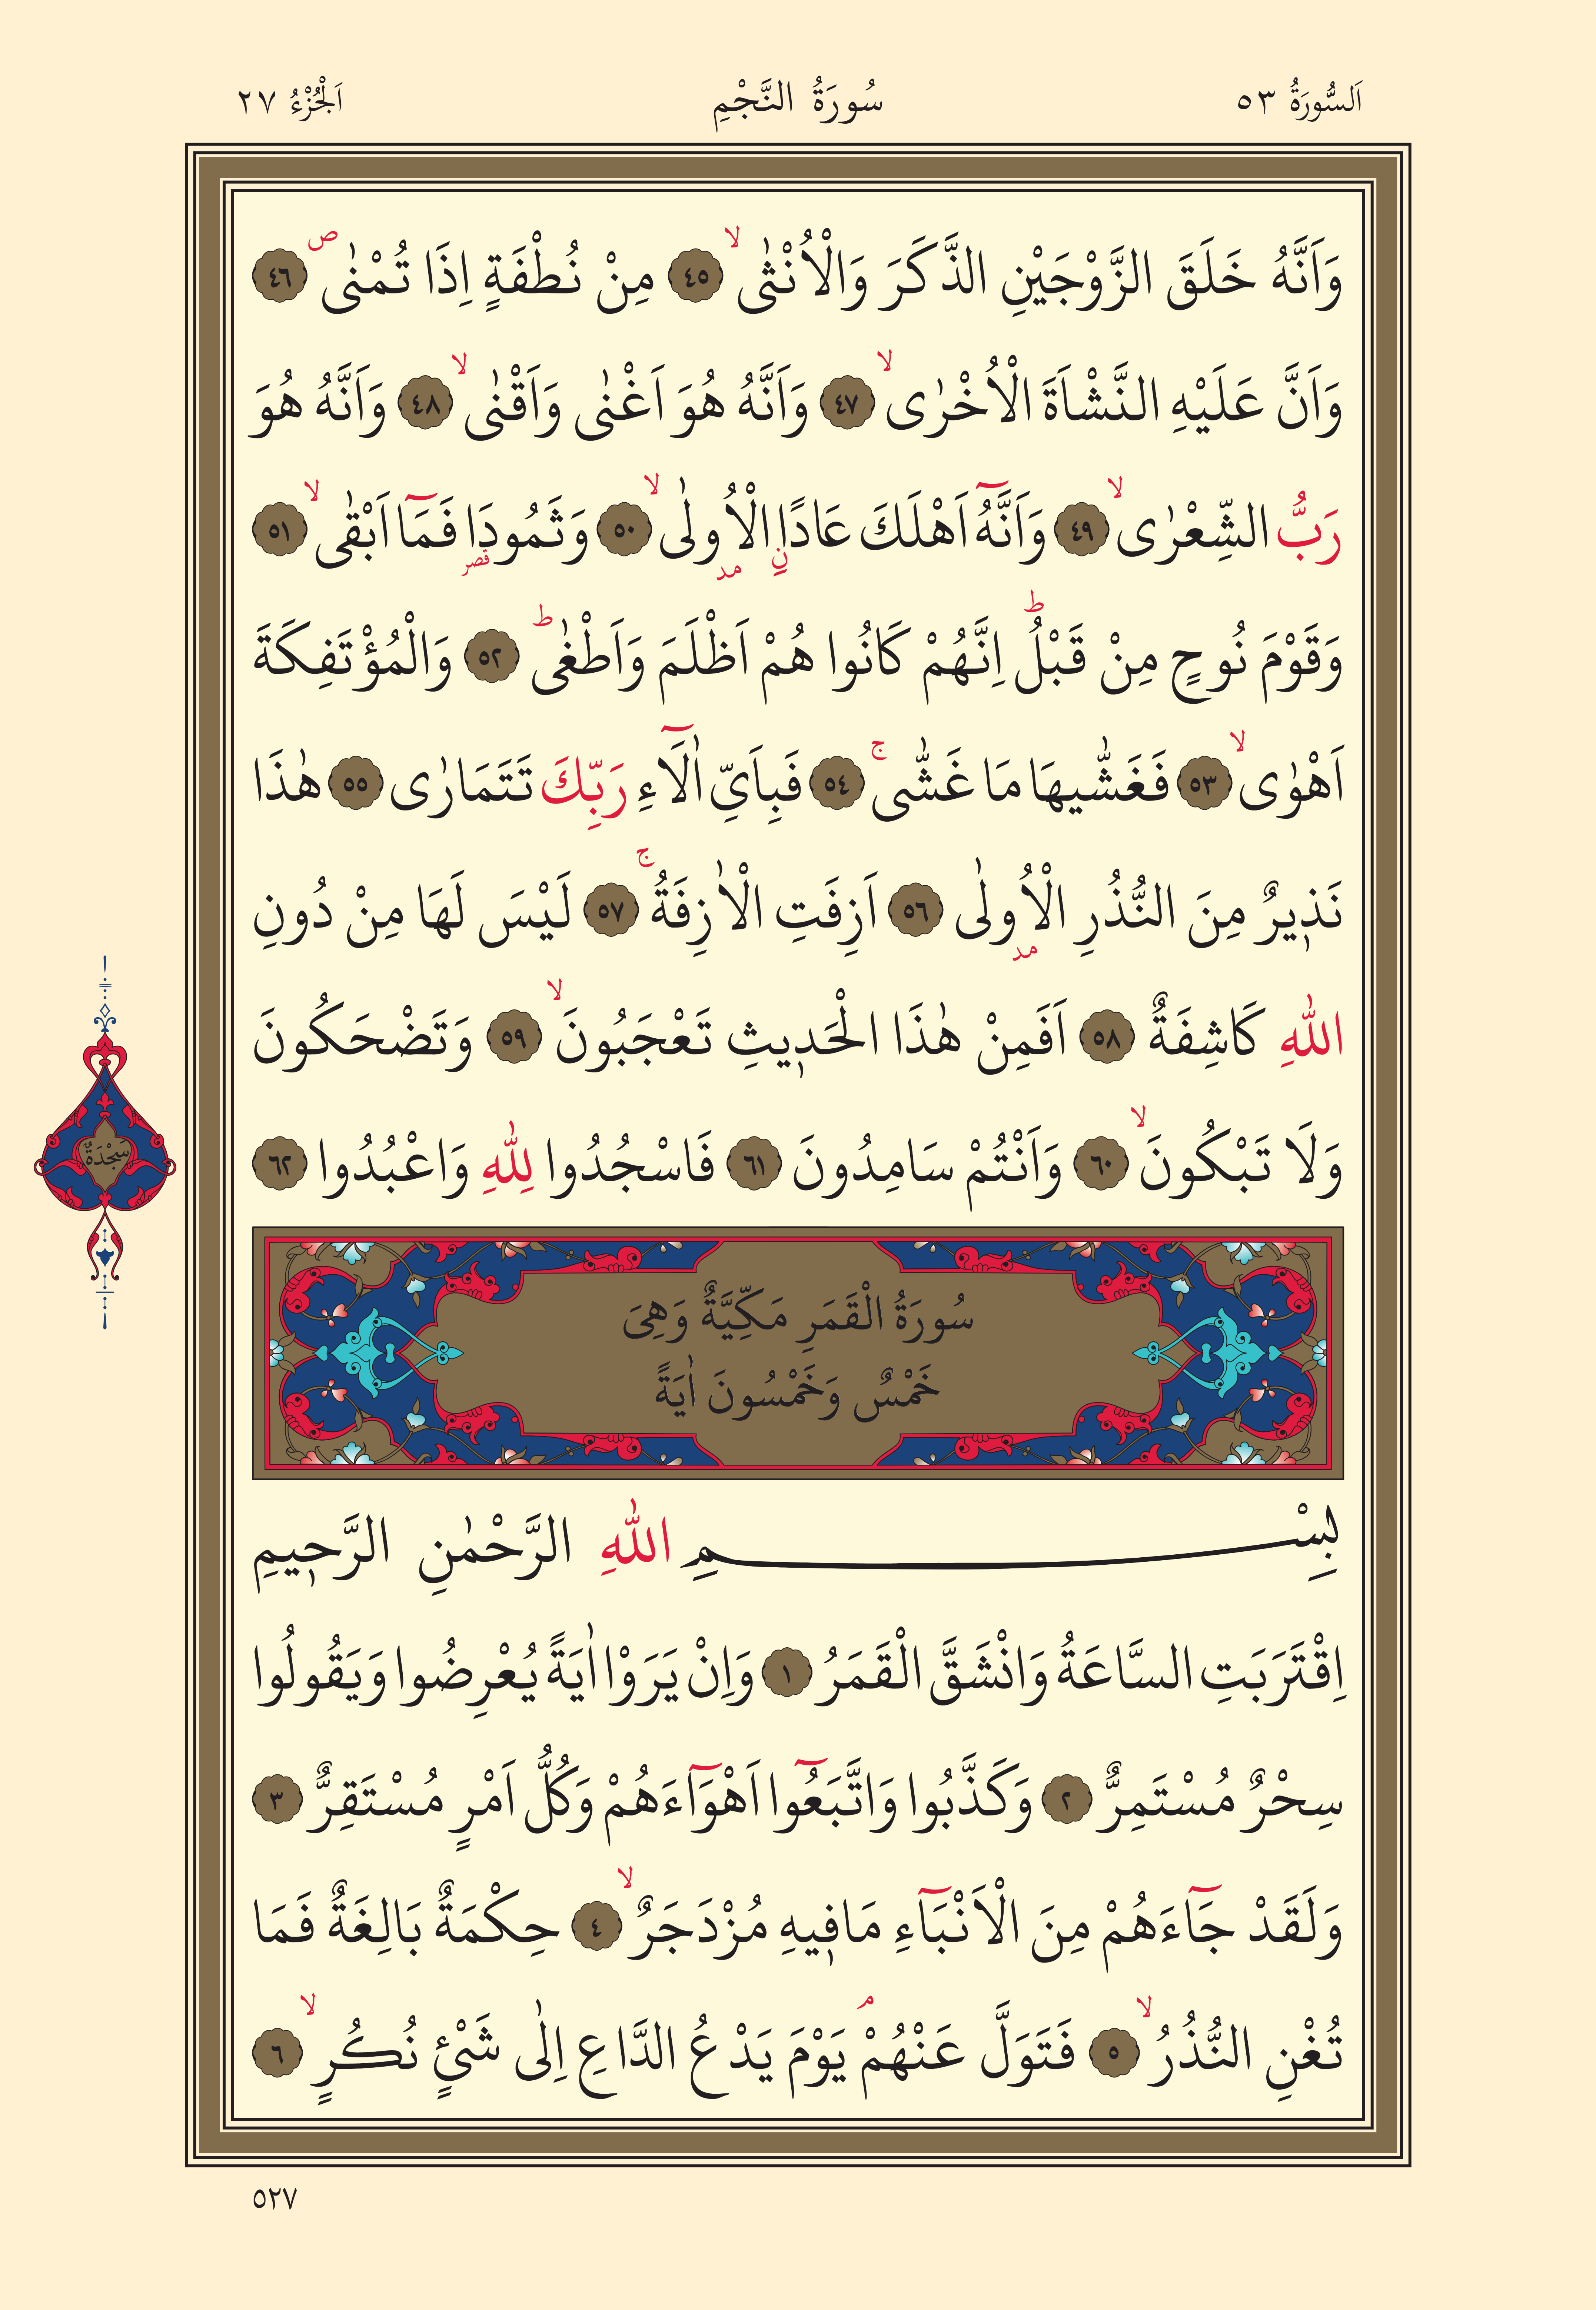 اَلسُّورَةُ ٥٣ سُورَةُ النَّجْمِ اَلْجُزْءُ ٢٧
وَاَنَّهُ خَلَقَ الزَّوْجَيْنِ الذَّكَرَ وَالْاُنْثٰىۙ ٤٥ مِنْ نُطْفَةٍ اِذَا تُمْنٰىۖ ٤٦
وَاَنَّ عَلَيْهِ النَّشْاَةَ الْاُخْرٰىۙ ٤٧ وَاَنَّهُ هُوَ اَغْنٰى وَاَقْنٰىۙ ٤٨ وَاَنَّهُ هُوَ
رَبُّ الشِّعْرٰىۙ ٤٩ وَاَنَّهُٓ اَهْلَكَ عَادًاۨ الْاُو۫لٰىۙ ٥٠ وَثَمُودَا۬ فَمَٓا اَبْقٰىۙ ٥١
وَقَوْمَ نُوحٍ مِنْ قَبْلُۜ اِنَّهُمْ كَانُوا هُمْ اَظْلَمَ وَاَطْغٰىۜ ٥٢ وَالْمُؤْتَفِكَةَ
اَهْوٰىۙ ٥٣ فَغَشّٰيهَا مَا غَشّٰىۚ ٥٤ فَبِاَيِّ اٰلَٓاءِ رَبِّكَ تَتَمَارٰى ٥٥ هٰذَا
نَذ۪يرٌ مِنَ النُّذُرِ الْاُو۫لٰى ٥٦ اَزِفَتِ الْاٰزِفَةُۚ ٥٧ لَيْسَ لَهَا مِنْ دُونِ
اللّٰهِ كَاشِفَةٌ ٥٨ اَفَمِنْ هٰذَا الْحَد۪يثِ تَعْجَبُونَۙ ٥٩ وَتَضْحَكُونَ
وَلَا تَبْكُونَۙ ٦٠ وَاَنْتُمْ سَامِدُونَ ٦١ فَاسْجُدُوا لِلّٰهِ وَاعْبُدُوا ٦٢
سَجْدَةٌ
سُورَةُ الْقَمَرِ مَكِّيَّةٌ وَهِىَ
خَمْسٌ وَخَمْسُونَ اٰيَةً
بِسْمِ اللّٰهِ الرَّحْمٰنِ الرَّح۪يمِ
اِقْتَرَبَتِ السَّاعَةُ وَانْشَقَّ الْقَمَرُ ١ وَاِنْ يَرَوْا اٰيَةً يُعْرِضُوا وَيَقُولُوا
سِحْرٌ مُسْتَمِرٌّ ٢ وَكَذَّبُوا وَاتَّبَعُٓوا اَهْوَٓاءَهُمْ وَكُلُّ اَمْرٍ مُسْتَقِرٌّ ٣
وَلَقَدْ جَٓاءَهُمْ مِنَ الْاَنْبَٓاءِ مَا ف۪يهِ مُزْدَجَرٌۙ ٤ حِكْمَةٌ بَالِغَةٌ فَمَا
تُغْنِ النُّذُرُۙ ٥ فَتَوَلَّ عَنْهُمْۢ يَوْمَ يَدْعُ الدَّاعِ اِلٰى شَيْءٍ نُكُرٍۙ ٦
٥٢٧